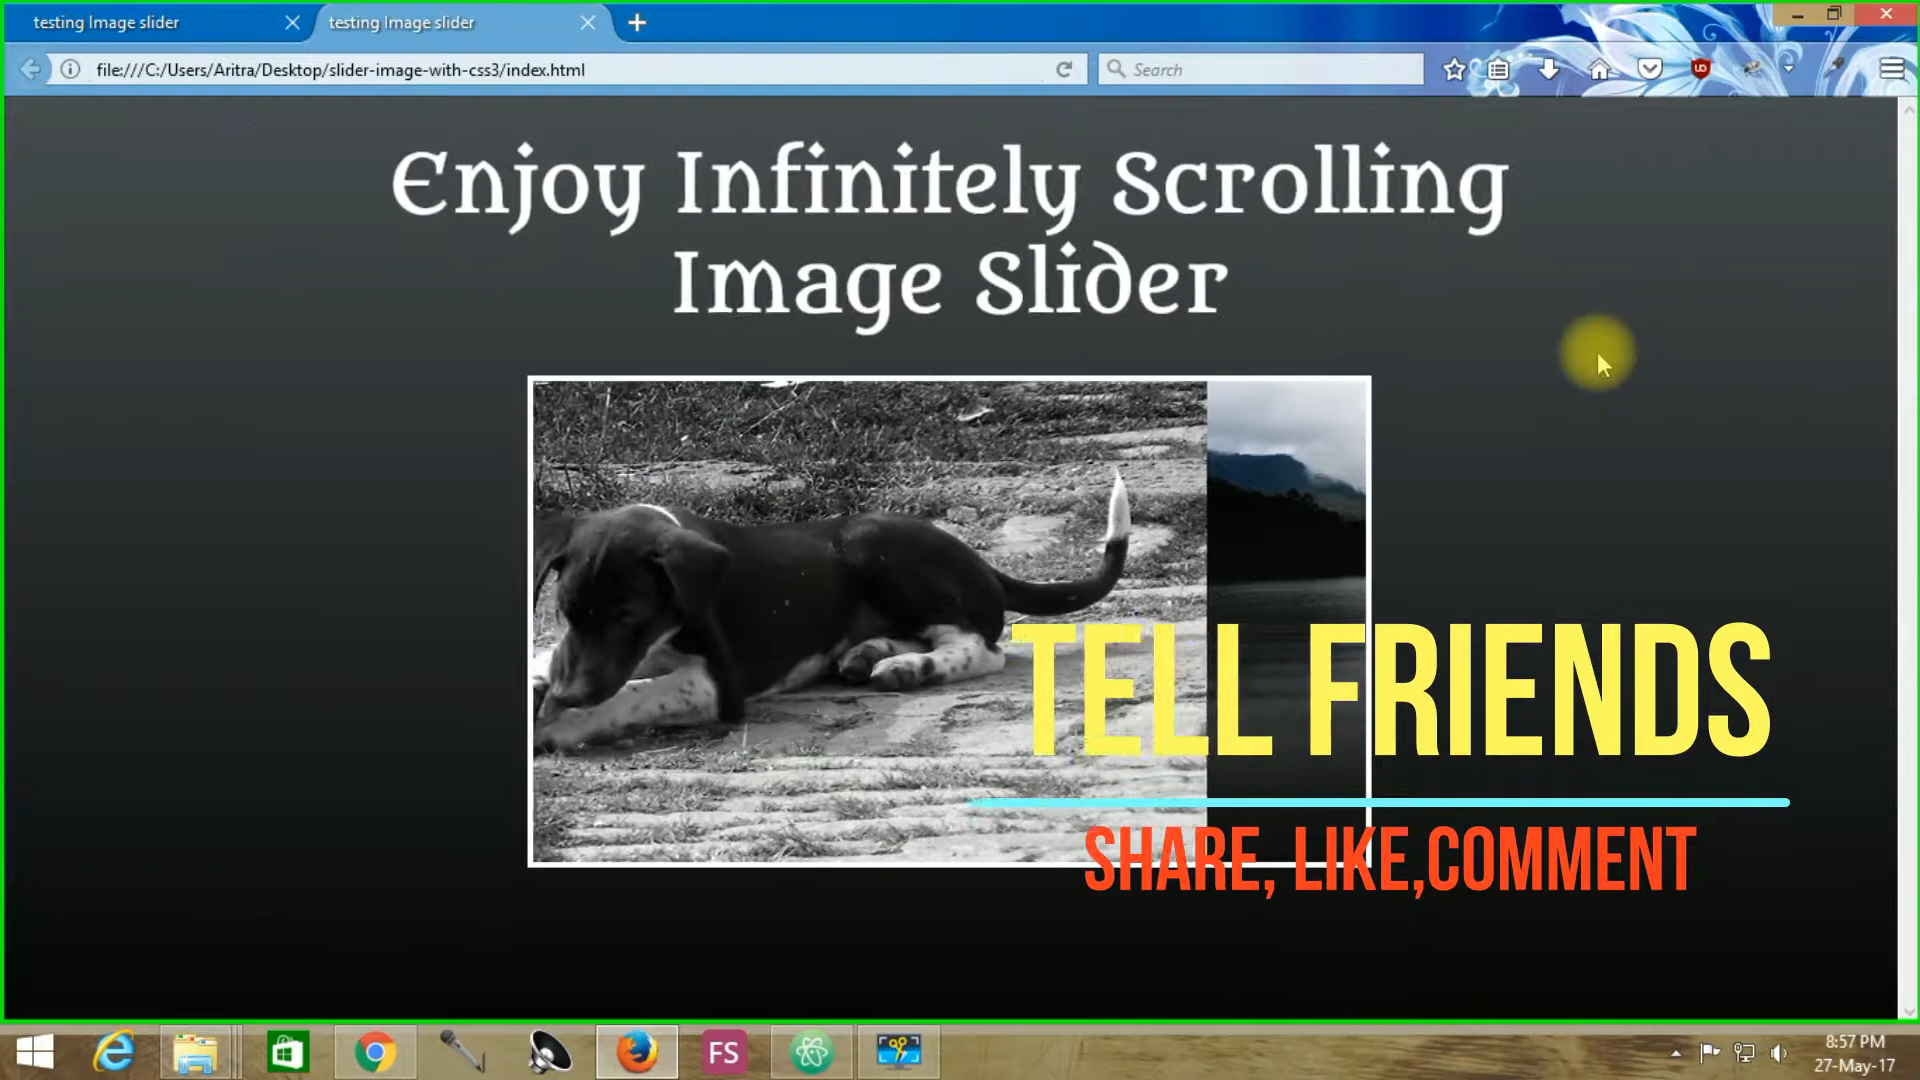 testing Image slider
testing Image slider
file:///C:/Users/Aritra/Desktop/slider-image-with-css3/index.html
Search
Enjoy Infinitely Scrolling
Image Slider
TELL FRIENDS
SHARE, LIKE,COMMENT
FS
8:57 PM
27-May-17